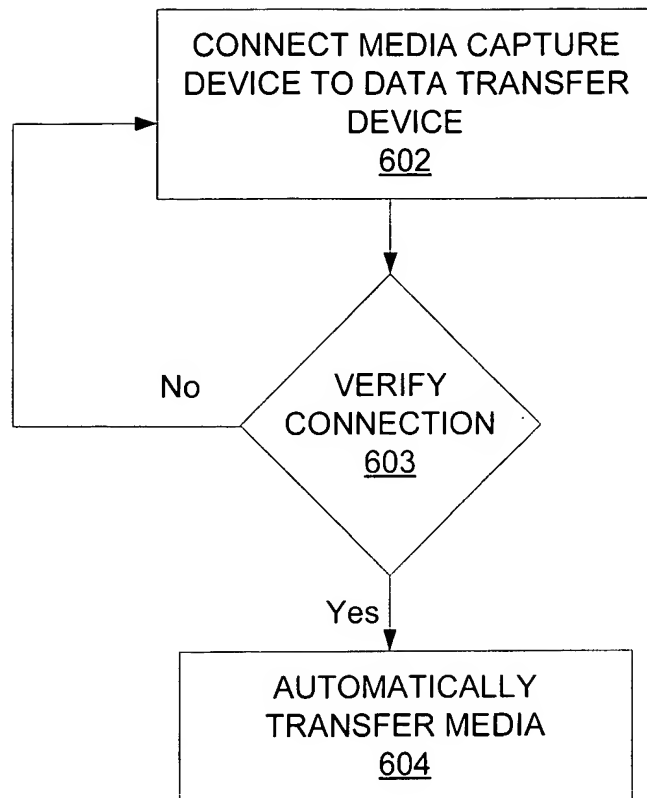 CONNECT MEDIA CAPTURE
DEVICE TO DATA TRANSFER
DEVICE
602
No
VERIFY
CONNECTION
603
Yes
AUTOMATICALLY
TRANSFER MEDIA
604